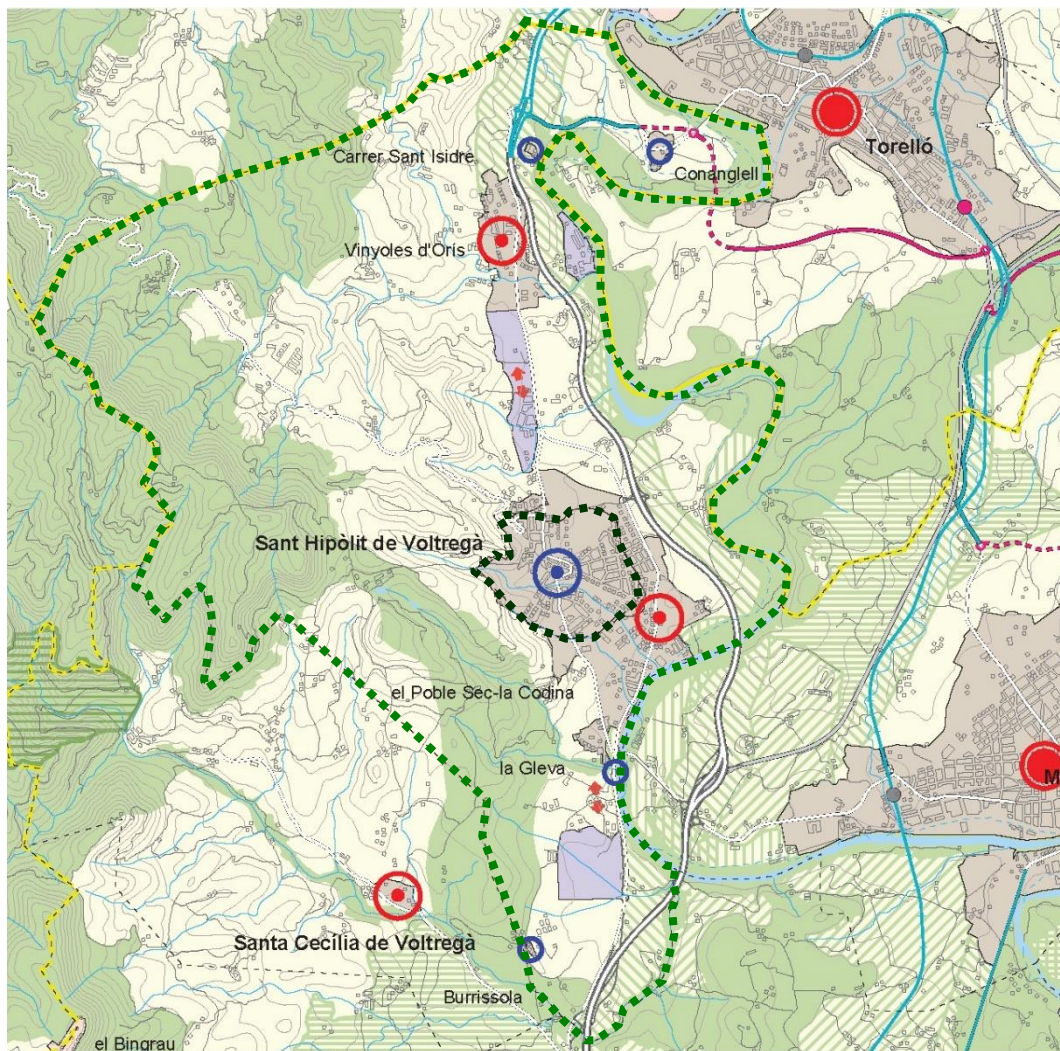 Carrer Sant Isidre
Torelló
Conanglell
Vinyoles d'Orís
Sant Hipòlit de Voltregà
el Poble Sec-la Codina
la Gleva
M
Santa Cecília de Voltregà
Burrissola
el Bingrau